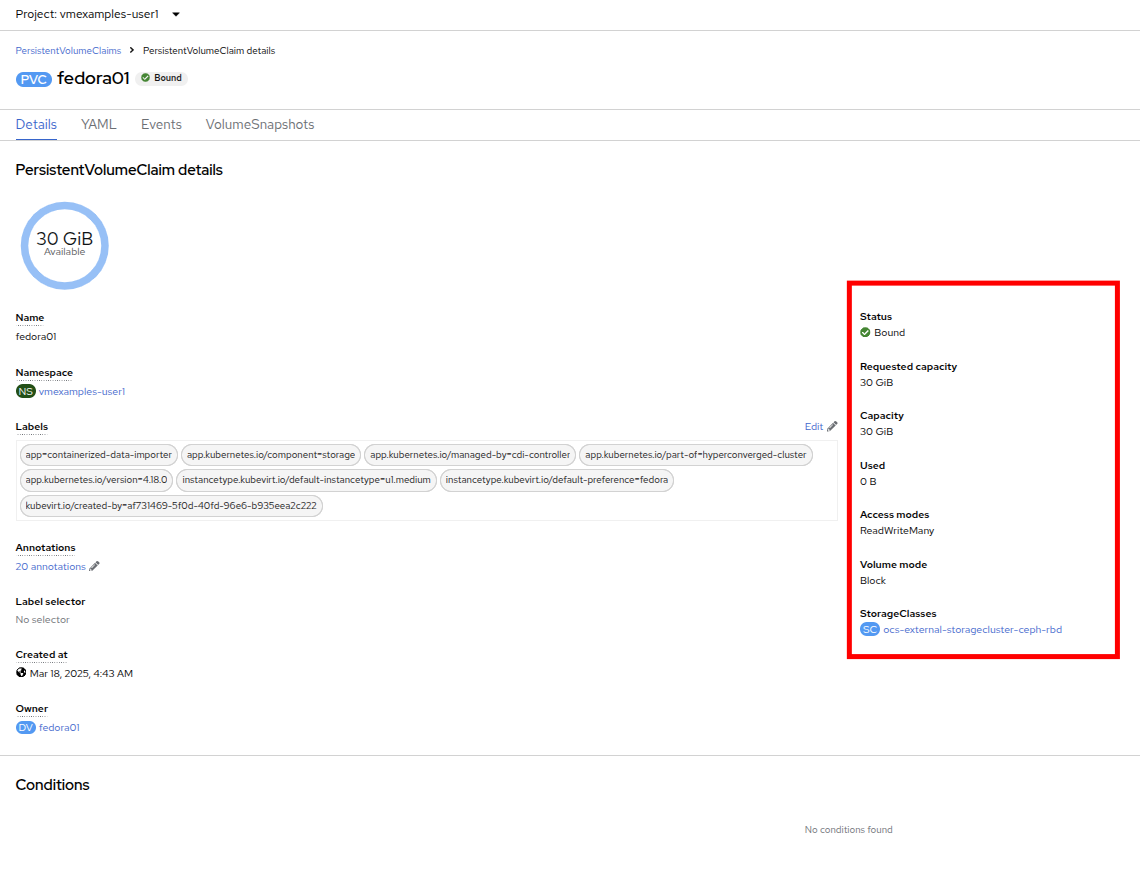 Project: vmexamples-user1
PersistentVolumeClaims > PersistentVolumeClaim details
PVC fedora01 Bound
Details YAML Events VolumeSnapshots
PersistentVolumeClaim details
30 GiB
Available
Name
fedora01
Namespace
NS vmexamples-user1
Labels Edit
app=containerized-data-importer app.kubernetes.io/component=storage app.kubernetes.io/managed-by=cdi-controller app.kubernetes.io/part-of=hyperconverged-cluster
app.kubernetes.io/version=4.18.0 instancetype.kubevirt.io/default-instancetype=u1.medium instancetype.kubevirt.io/default-preference=fedora
kubevirt.io/created-by=af731469-5f0d-40fd-96e6-b935eea2c222
Annotations
20 annotations
Label selector
No selector
Created at
Mar 18, 2025, 4:43 AM
Owner
DV fedora01
Status
Bound
Requested capacity
30 GiB
Capacity
30 GiB
Used
0 B
Access modes
ReadWriteMany
Volume mode
Block
StorageClasses
SC ocs-external-storagecluster-ceph-rbd
Conditions
No conditions found